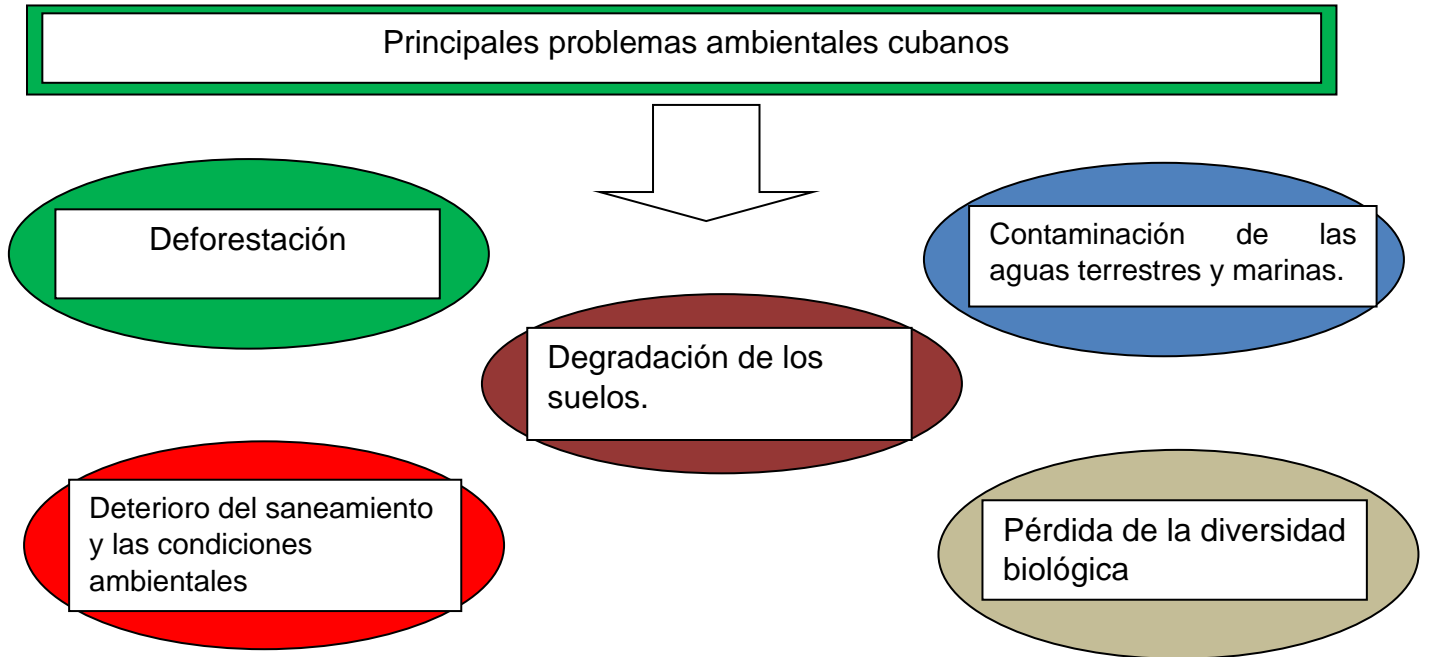 Principales problemas ambientales cubanos
Deforestación
Contaminación de las
aguas terrestres y marinas.
Degradación de los
suelos.
Deterioro del saneamiento
y las condiciones
ambientales
Pérdida de la diversidad
biológica